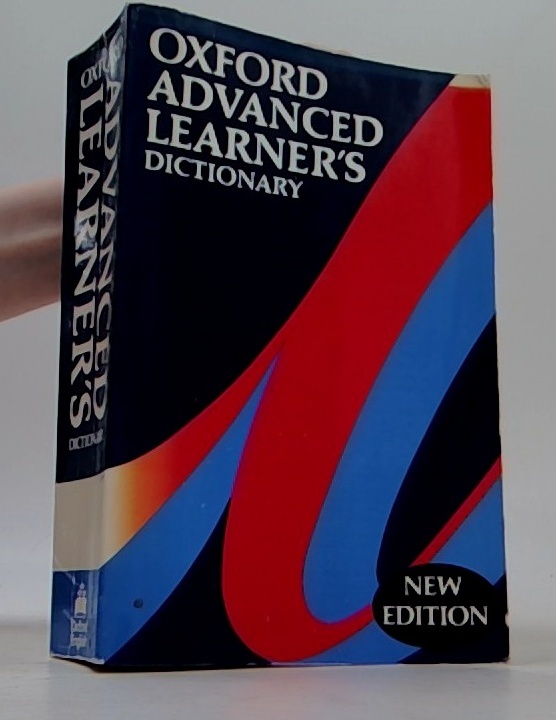 OXFORD
ADVANCED
LEARNER'S
DICTIONARY
NEW
EDITION
OXFORD ADVANCED
LEARNER'S
DICTIONARY